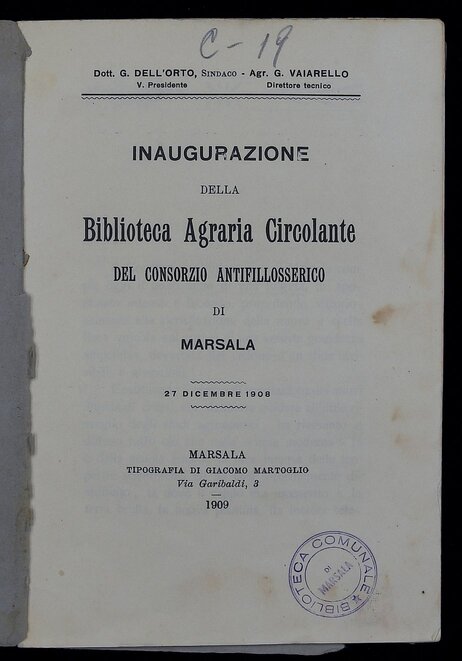 C-19
Dott. G. DELL'ORTO, SINDACO - Agr. G. VAIARELLO
V. Presidente Direttore tecnico
INAUGURAZIONE
DELLA
Biblioteca Agraria Circolante
DEL CONSORZIO ANTIFILLOSSERICO
DI
MARSALA
27 DICEMBRE 1908
MARSALA
TIPOGRAFIA DI GIACOMO MARTOGLIO
Via Garibaldi, 3
1909
BIBLIOTECA COMUNALE
DI
MARSALA